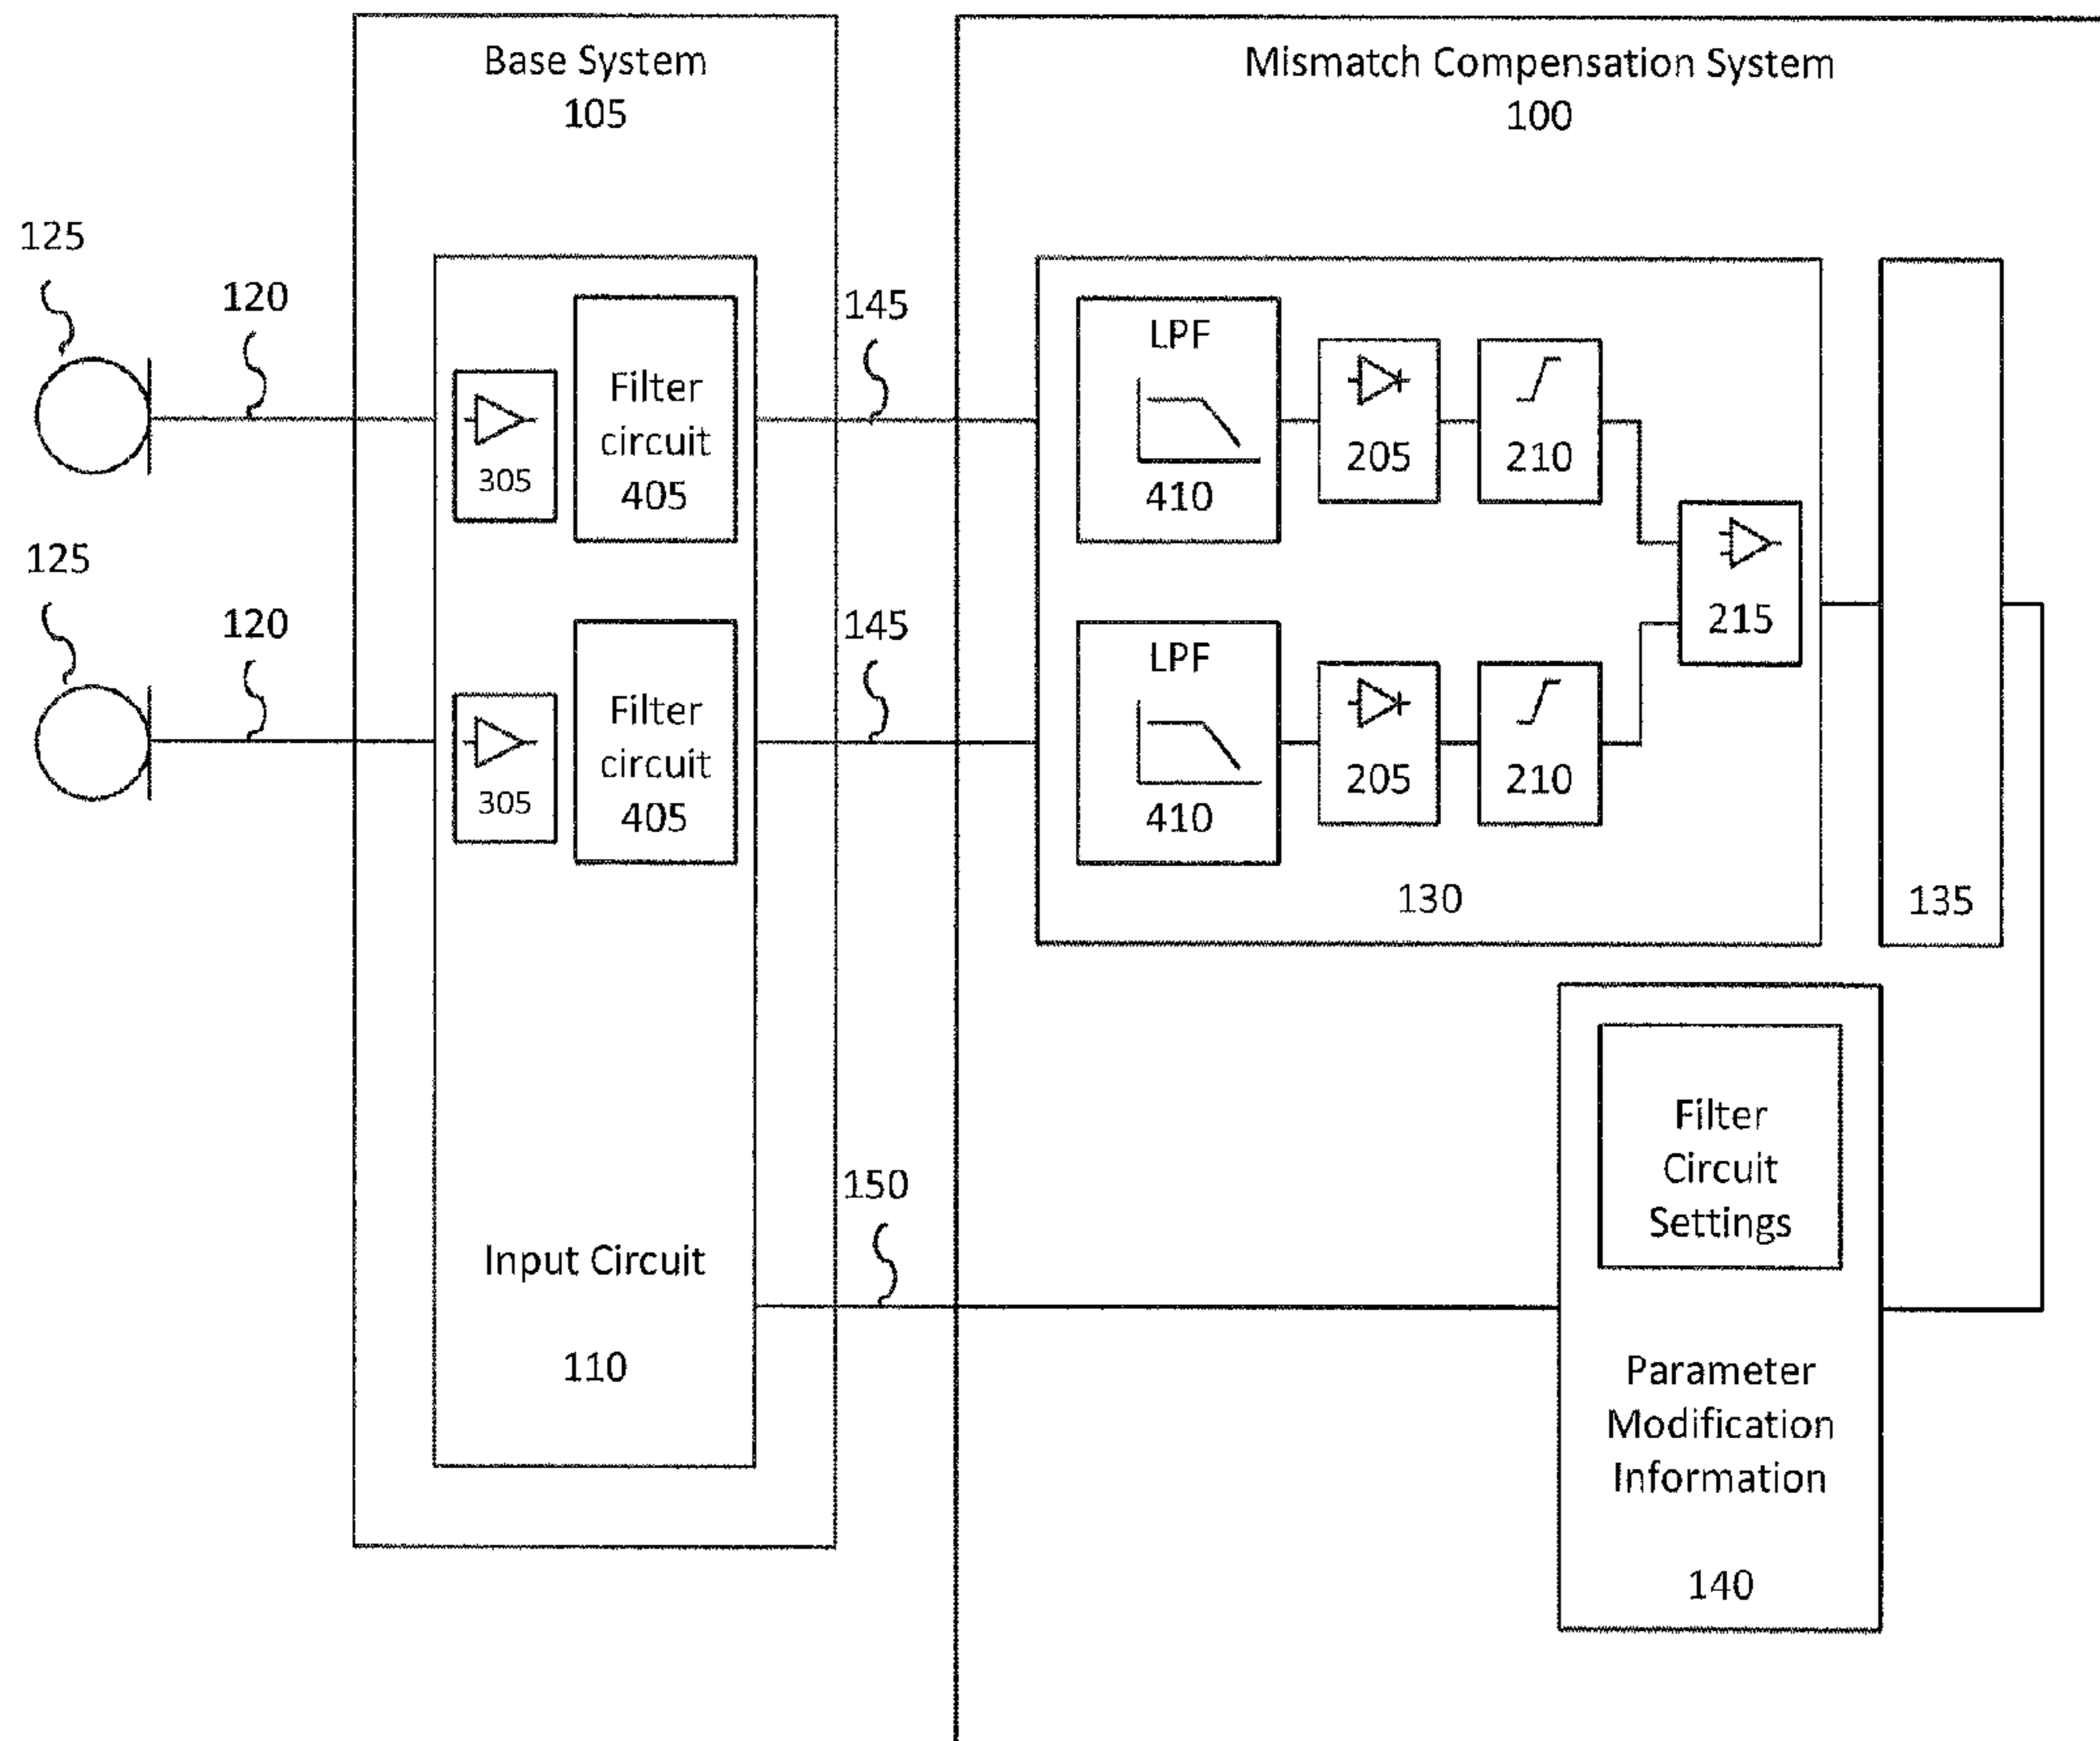 Base System
105
Mismatch Compensation System
100
125
120
145
305
Filter
circuit
405
LPF
410
205
210
215
125
120
145
305
Filter
circuit
405
LPF
410
205
210
130
135
150
Input Circuit
110
Filter
Circuit
Settings
Parameter
Modification
Information
140